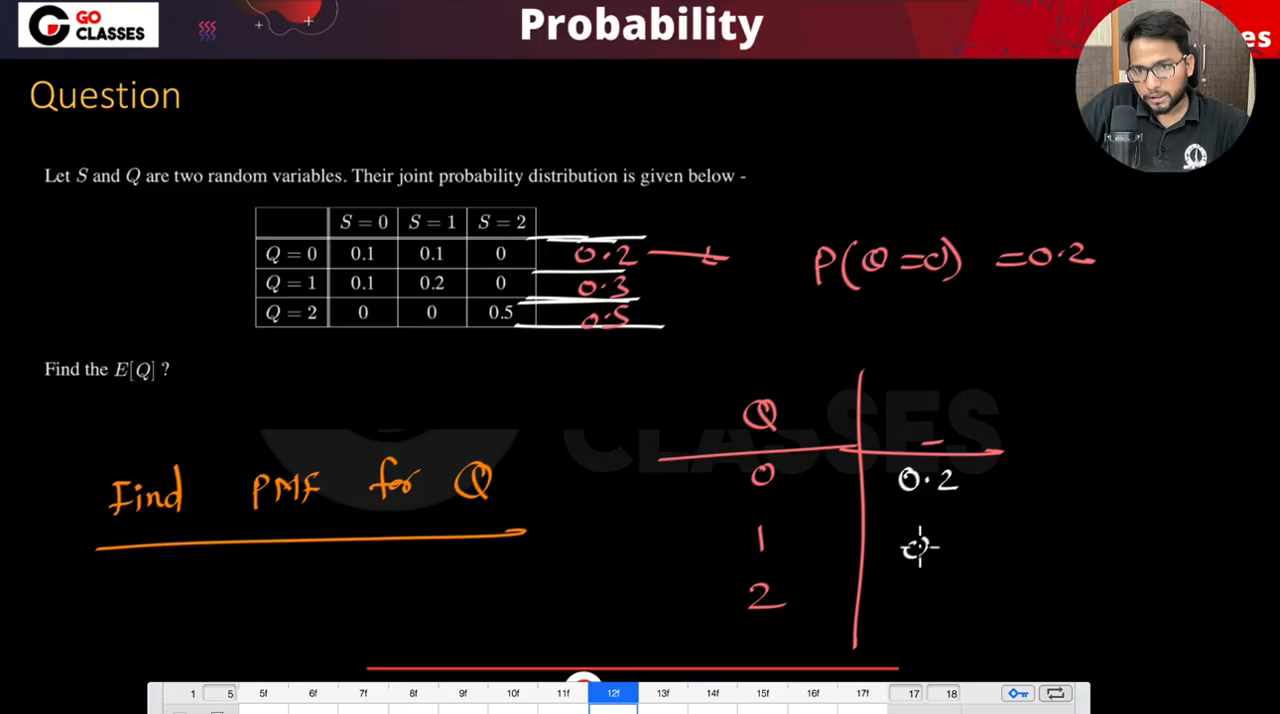 GO CLASSES
Probability
es
Question
Let S and Q are two random variables. Their joint probability distribution is given below -
S = 0 S = 1 S = 2
Q = 0 0.1 0.1 0 0.2 P(Q=0) =0.2
Q = 1 0.1 0.2 0 0.3
Q = 2 0 0 0.5 0.5
Find the E[Q] ?
CLASSES
Find PMF for Q
Q
0 0.2
1 0
2
1 5 5f 6f 7f 8f 9f 10f 11f 12f 13f 14f 15f 16f 17f 17 18